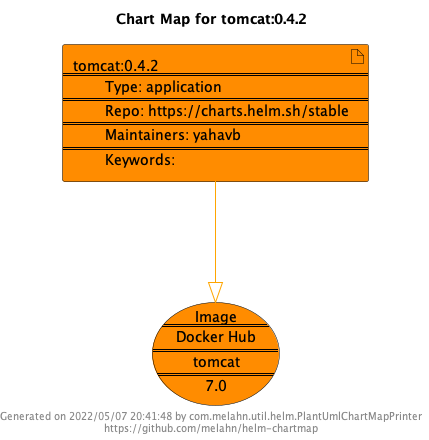 Chart Map for tomcat:0.4.2
tomcat:0.4.2
Type: application
Repo: https://charts.helm.sh/stable
Maintainers: yahavb
Keywords:
Image
Docker Hub
tomcat
7.0
Generated on 2022/05/07 20:41:48 by com.melahn.util.helm.PlantUmlChartMapPrinter
https://github.com/melahn/helm-chartmap